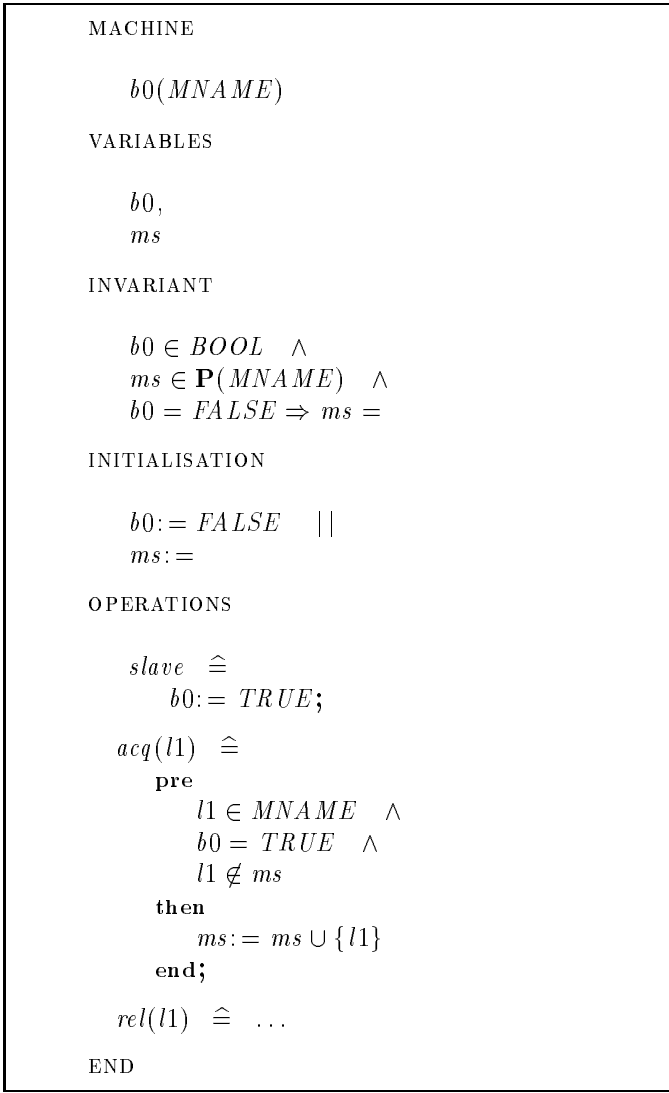 MACHINE
b0(MNAME)
VARIABLES
b0,
ms
INVARIANT
b0 ∈ BOOL ∧
ms ∈ P(MNAME) ∧
b0 = FALSE ⇒ ms =
INITIALISATION
b0:= FALSE ||
ms:=
OPERATIONS
slave ≙
b0:= TRUE;
acq(l1) ≙
pre
l1 ∈ MNAME ∧
b0 = TRUE ∧
l1 ∉ ms
then
ms:= ms ∪ {l1}
end;
rel(l1) ≙ ...
END